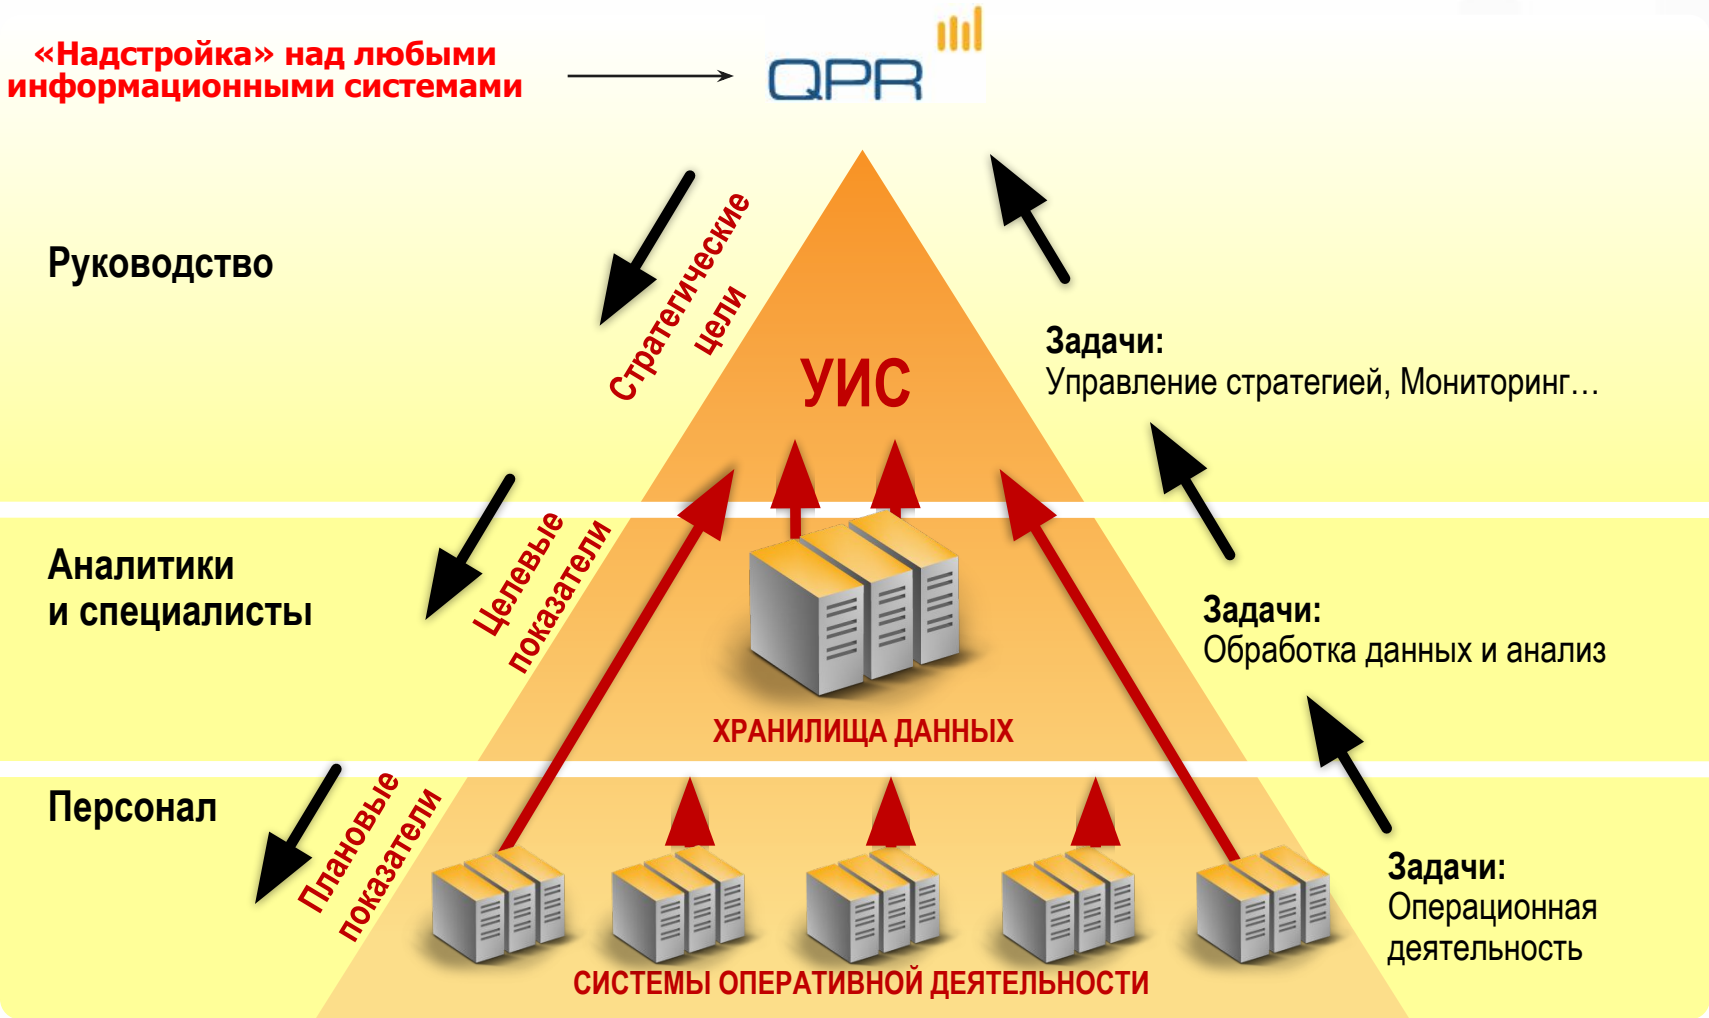 «Надстройка» над любыми
информационными системами
QPR
Руководство
Стратегические
цели
УИС
Задачи:
Управление стратегией, Мониторинг...
Аналитики
и специалисты
Целевые
показатели
Задачи:
Обработка данных и анализ
ХРАНИЛИЩА ДАННЫХ
Персонал
Плановые
показатели
Задачи:
Операционная
деятельность
СИСТЕМЫ ОПЕРАТИВНОЙ ДЕЯТЕЛЬНОСТИ